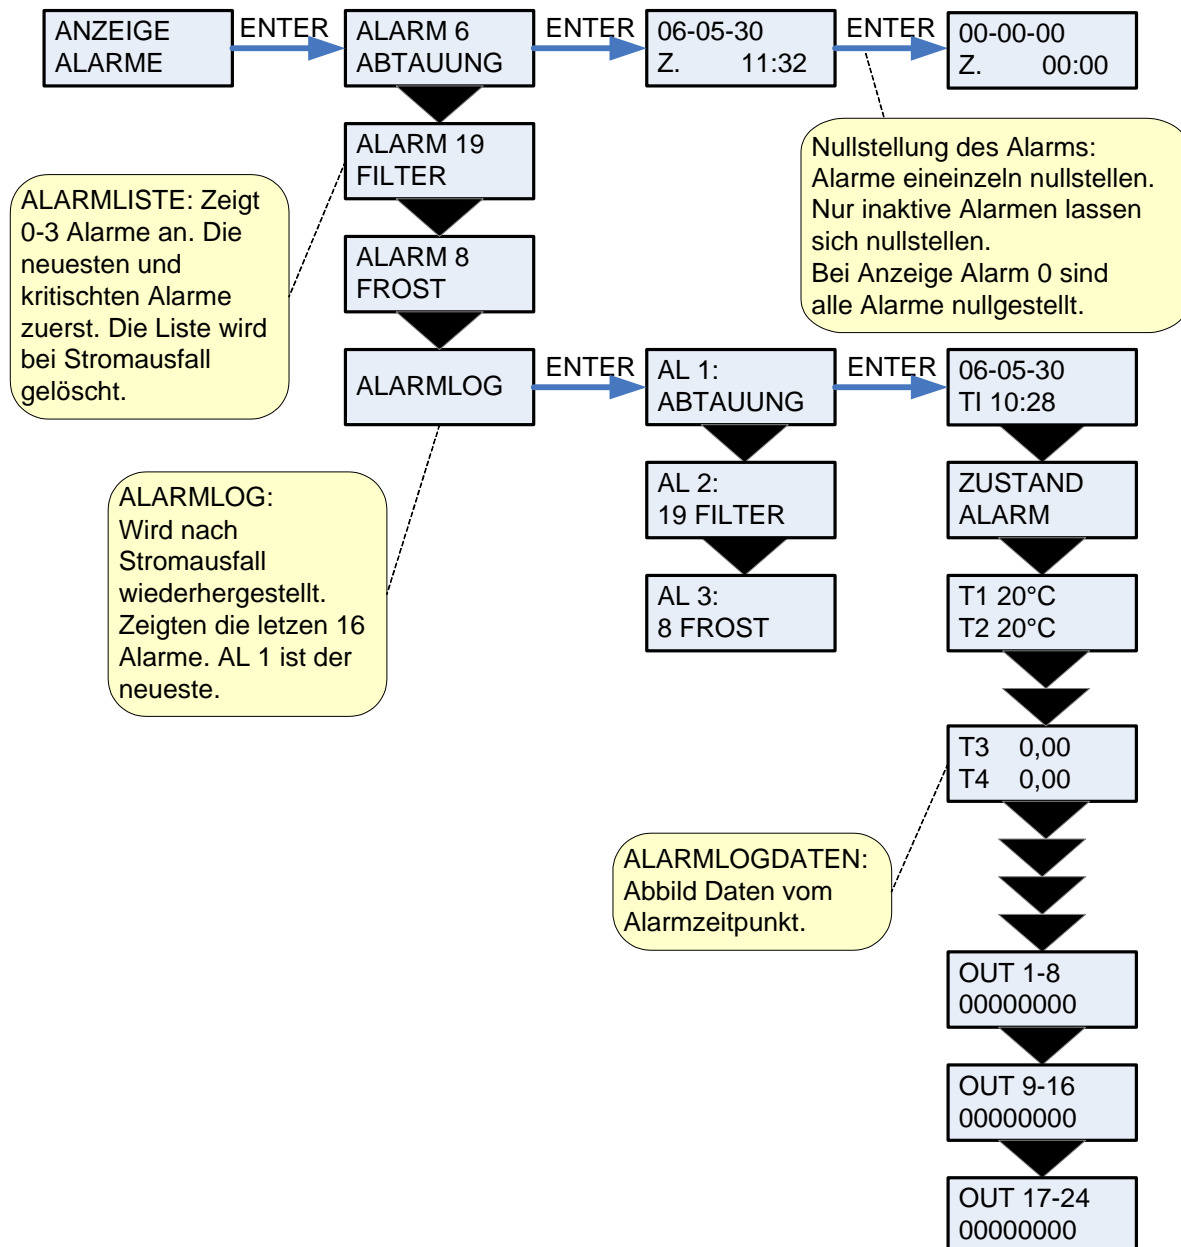 ANZEIGE
ALARME
ENTER
ALARM 6
ABTAUUNG
ENTER
06-05-30
Z. 11:32
ENTER
00-00-00
Z. 00:00
ALARM 19
FILTER
ALARM 8
FROST
ALARMLISTE: Zeigt
0-3 Alarme an. Die
neuesten und
kritischten Alarme
zuerst. Die Liste wird
bei Stromausfall
gelöscht.
Nullstellung des Alarms:
Alarme eineinzeln nullstellen.
Nur inaktive Alarmen lassen
sich nullstellen.
Bei Anzeige Alarm 0 sind
alle Alarme nullgestellt.
ALARMLOG
ENTER
AL 1:
ABTAUUNG
ENTER
06-05-30
TI 10:28
ALARMLOG:
Wird nach
Stromausfall
wiederhergestellt.
Zeigten die letzen 16
Alarme. AL 1 ist der
neueste.
AL 2:
19 FILTER
AL 3:
8 FROST
ZUSTAND
ALARM
T1 20°C
T2 20°C
T3 0,00
T4 0,00
ALARMLOGDATEN:
Abbild Daten vom
Alarmzeitpunkt.
OUT 1-8
00000000
OUT 9-16
00000000
OUT 17-24
00000000